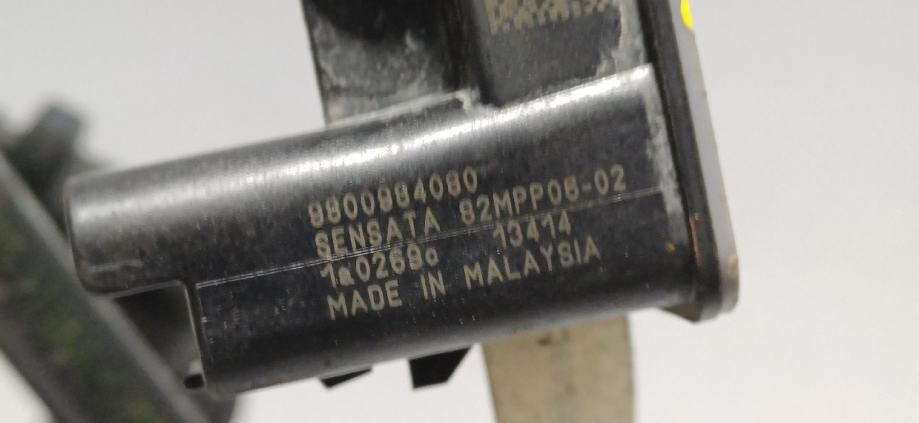 9800984080
SENSATA 82MPP06-02
1a0269c 13414
MADE IN MALAYSIA